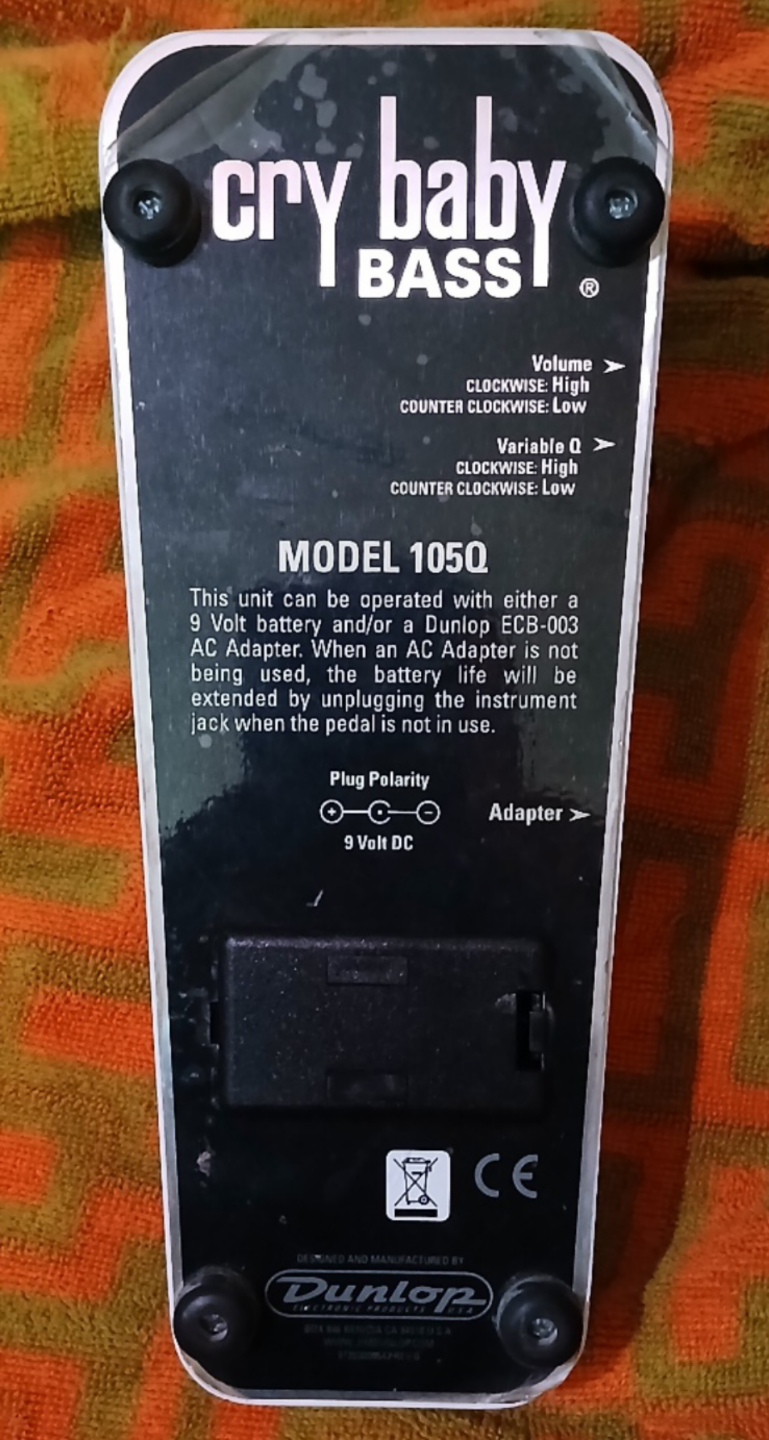 cry baby
BASS ®
Volume ➤
CLOCKWISE: High
COUNTER CLOCKWISE: Low
Variable Q ➤
CLOCKWISE: High
COUNTER CLOCKWISE: Low
MODEL 105Q
This unit can be operated with either a
9 Volt battery and/or a Dunlop ECB-003
AC Adapter. When an AC Adapter is not
being used, the battery life will be
extended by unplugging the instrument
jack when the pedal is not in use.
Plug Polarity
Adapter ➤
9 Volt DC
CE
DESIGNED AND MANUFACTURED BY
Dunlop
ELECTRONIC PRODUCTS U.S.A.